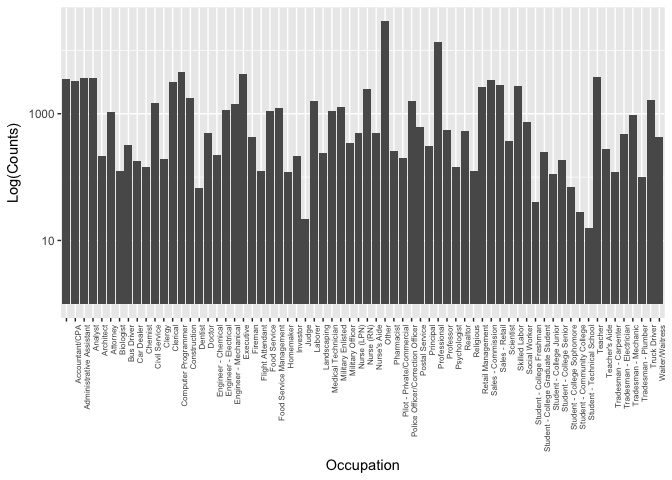 Log(Counts)
1000
10
Accountant/CPA
Administrative Assistant
Analyst
Architect
Attorney
Biologist
Bus Driver
Car Dealer
Chemist
Civil Service
Clergy
Clerical
Computer Programmer
Construction
Dentist
Doctor
Engineer - Chemical
Engineer - Electrical
Engineer - Mechanical
Executive
Fireman
Flight Attendant
Food Service
Food Service Management
Homemaker
Investor
Judge
Laborer
Landscaping
Medical Technician
Military Enlisted
Military Officer
Nurse (LPN)
Nurse (RN)
Nurse's Aide
Other
Pharmacist
Pilot - Private/Commercial
Police Officer/Correction Officer
Postal Service
Principal
Professional
Professor
Psychologist
Realtor
Religious
Retail Management
Sales - Commission
Sales - Retail
Scientist
Skilled Labor
Social Worker
Student - College Freshman
Student - College Graduate Student
Student - College Junior
Student - College Senior
Student - College Sophomore
Student - Community College
Student - Technical School
Teacher
Teacher's Aide
Tradesman - Carpenter
Tradesman - Electrician
Tradesman - Mechanic
Tradesman - Plumber
Truck Driver
Waiter/Waitress
Occupation